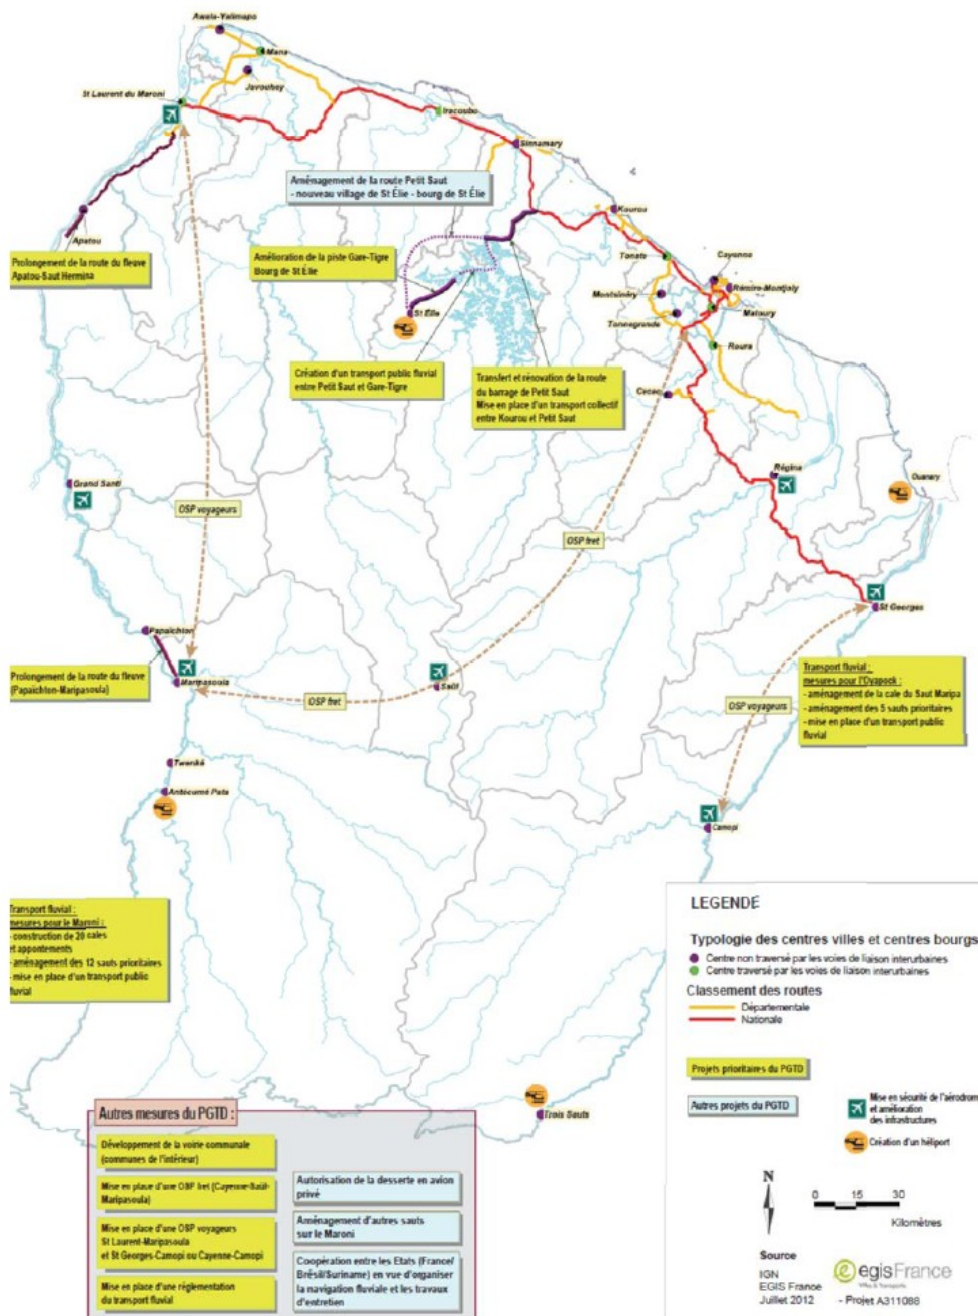 Awala-Yalimapo
Mana
Javouhey
St Laurent du Maroni
Iracoubo
Sinnamary
Aménagement de la route Petit Saut
- nouveau village de St Élie - bourg de St Élie
Kourou
Apatou
Prolongement de la route du fleuve
Apatou-Saut Hermina
Amélioration de la piste Gare-Tigre
Bourg de St Élie
Tonate
Cayenne
Rémire-Montjoly
Montsinéry
Matoury
Tonnegrande
St Élie
Roura
Création d'un transport public fluvial
entre Petit Saut et Gare-Tigre
Transfert et rénovation de la route
du barrage de Petit Saut
Mise en place d'un transport collectif
entre Kourou et Petit Saut
Cacao
Régina
Ouanary
Grand Santi
OSP voyageurs
OSP fret
St Georges
Papaïchton
Prolongement de la route du fleuve
(Papaïchton-Maripasoula)
Maripasoula
Saül
OSP fret
OSP voyageurs
Transport fluvial :
mesures pour l'Oyapock :
- aménagement de la cale du Saut Maripa
- aménagement des 5 sauts prioritaires
- mise en place d'un transport public
fluvial
Twenké
Antécumé Pata
Camopi
Transport fluvial :
mesures pour le Maroni :
- construction de 20 cales
et appontements
- aménagement des 12 sauts prioritaires
- mise en place d'un transport public
fluvial
Trois Sauts
LEGENDE
Typologie des centres villes et centres bourgs
Centre non traversé par les voies de liaison interurbaines
Centre traversé par les voies de liaison interurbaines
Classement des routes
Départementale
Nationale
Projets prioritaires du PGTD
Autres projets du PGTD
Mise en sécurité de l'aérodrom
et amélioration
des infrastructures
Création d'un héliport
N
0 15 30
Kilomètres
Source
IGN
EGIS France
Juillet 2012
egis France
- Projet A311088
Autres mesures du PGTD :
Développement de la voirie communale
(communes de l'intérieur)
Mise en place d'une OSP fret (Cayenne-Saül-
Maripasoula)
Mise en place d'une OSP voyageurs
St Laurent-Maripasoula
et St Georges-Camopi ou Cayenne-Camopi
Mise en place d'une réglementation
du transport fluvial
Autorisation de la desserte en avion
privé
Aménagement d'autres sauts
sur le Maroni
Coopération entre les Etats (France/
Brésil/Suriname) en vue d'organiser
la navigation fluviale et les travaux
d'entretien